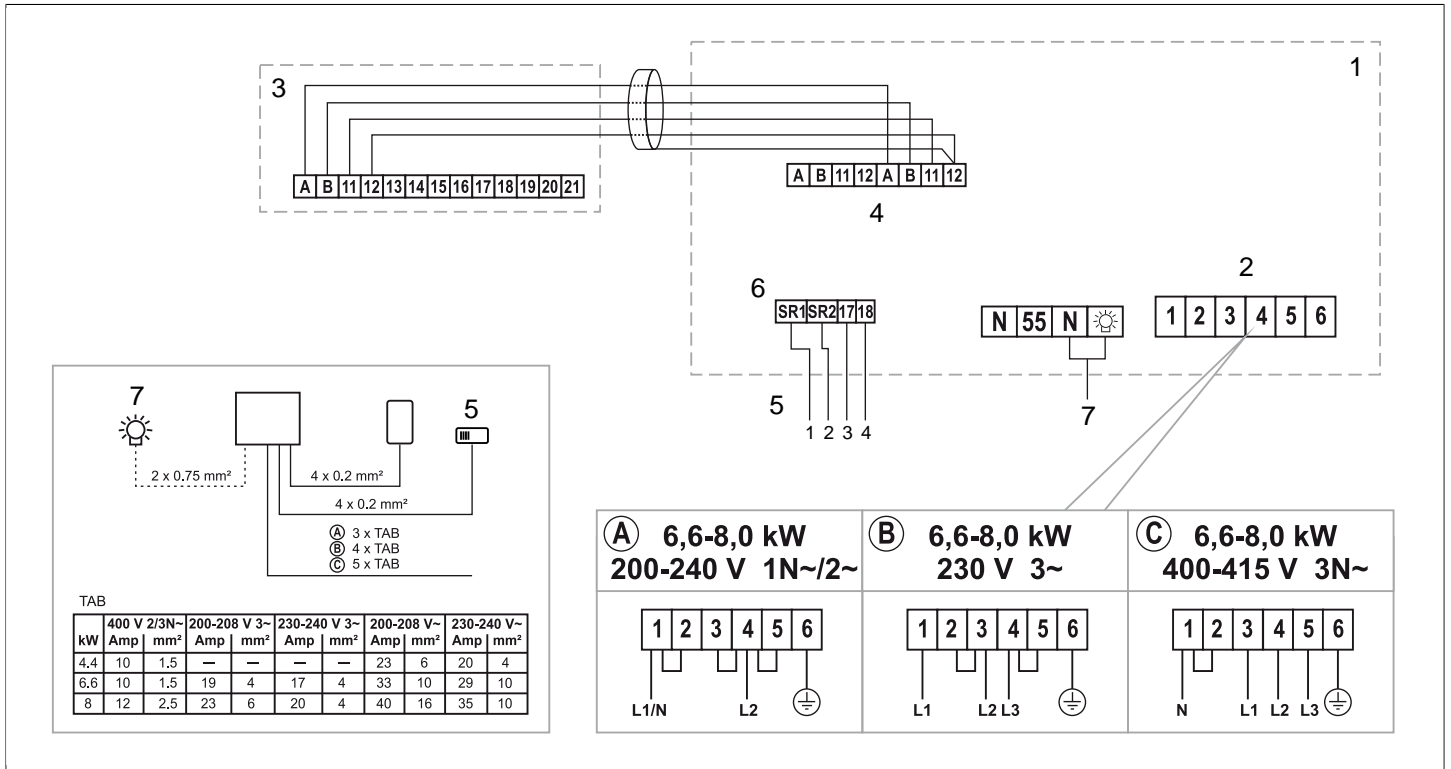 3
1
A B 11 12 13 14 15 16 17 18 19 20 21
A B 11 12 A B 11 12
4
2
6
SR1 SR2 17 18
N 55 N
1 2 3 4 5 6
5
1 2 3 4
7
7
5
2 x 0.75 mm²
4 x 0.2 mm²
4 x 0.2 mm²
A 3 x TAB
B 4 x TAB
C 5 x TAB
TAB
kW 400 V 2/3N~ 200-208 V 3~ 230-240 V 3~ 200-208 V~ 230-240 V~
Amp mm² Amp mm² Amp mm² Amp mm² Amp mm²
4.4 10 1.5 — — — — 23 6 20 4
6.6 10 1.5 19 4 17 4 33 10 29 10
8 12 2.5 23 6 20 4 40 16 35 10
A 6,6-8,0 kW
200-240 V 1N~/2~
1 2 3 4 5 6
L1/N L2
B 6,6-8,0 kW
230 V 3~
1 2 3 4 5 6
L1 L2 L3
C 6,6-8,0 kW
400-415 V 3N~
1 2 3 4 5 6
N L1 L2 L3